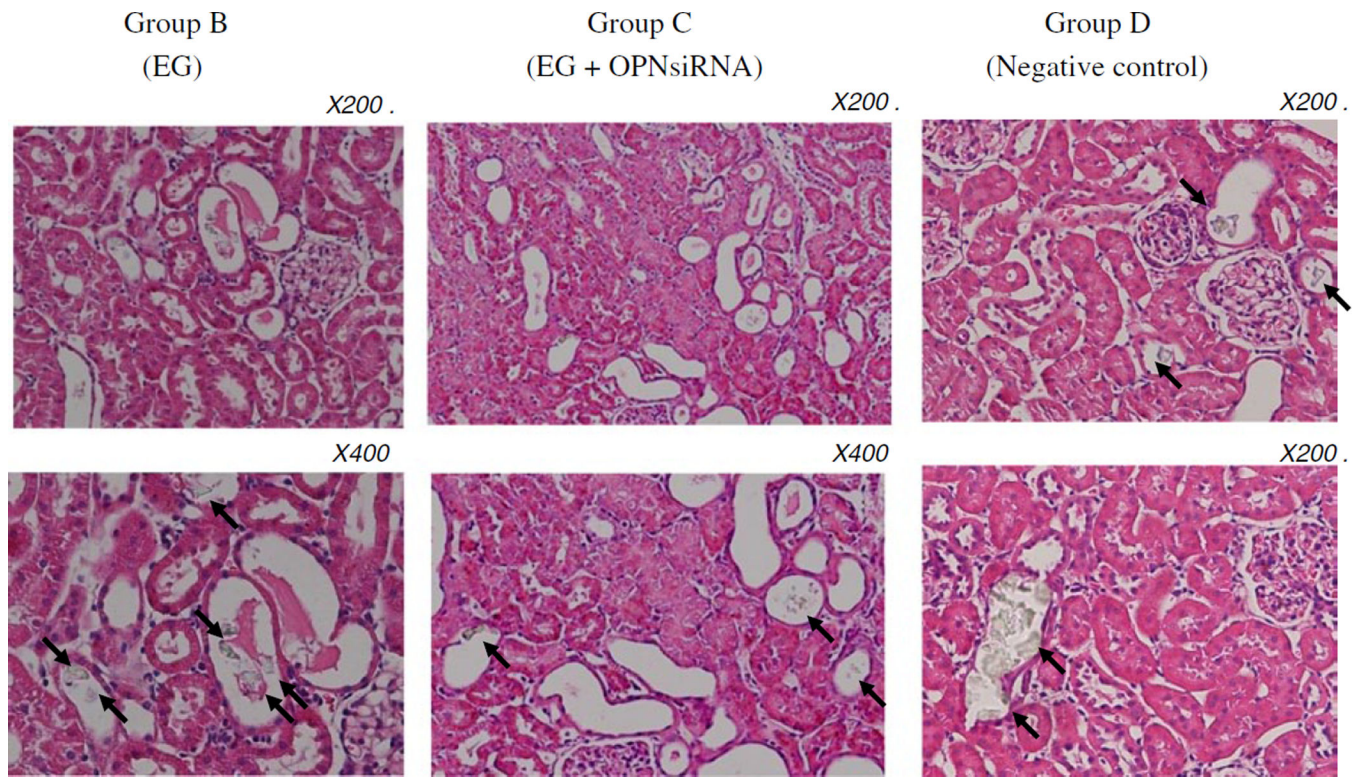 Group B
(EG)
Group C
(EG + OPNsiRNA)
Group D
(Negative control)
X200 .
X200 .
X200 .
X400
X400
X200 .